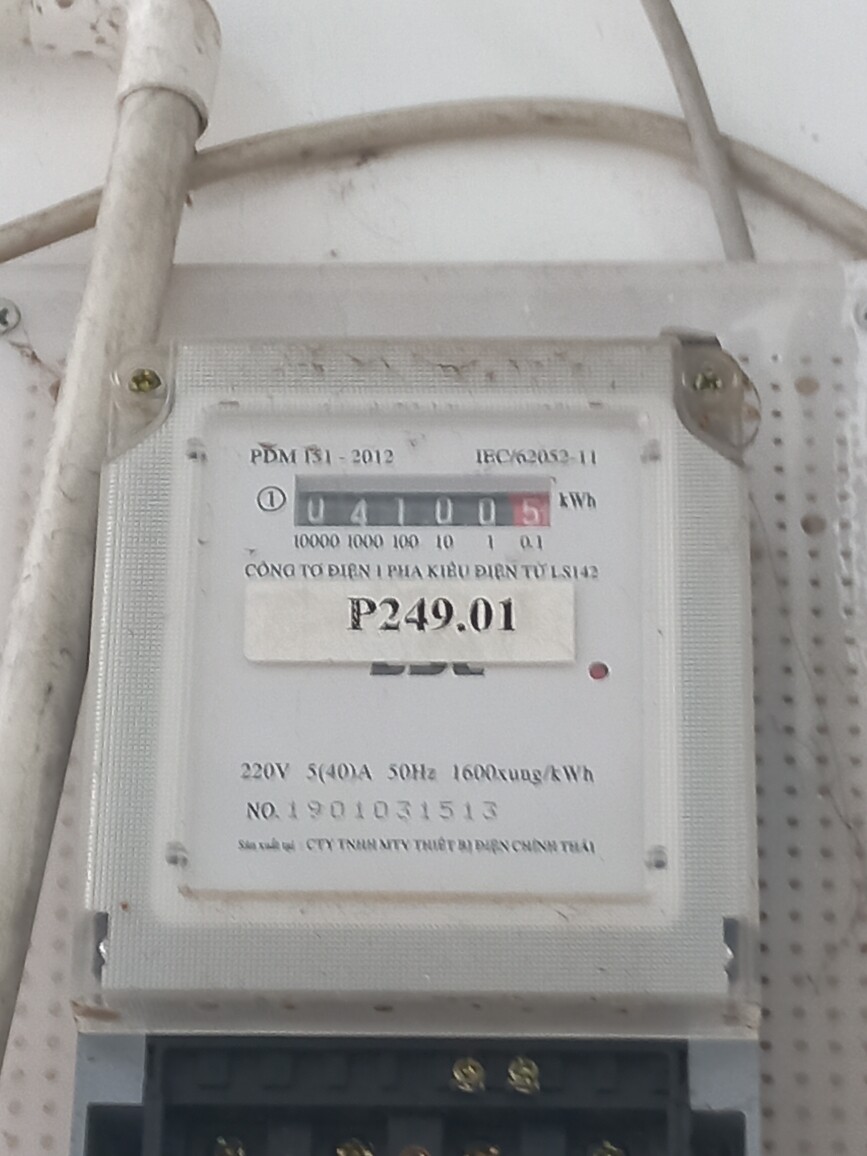 PDM 151 - 2012 IEC/62052-11
① 0 4 1 0 0 5 kWh
10000 1000 100 10 1 0.1
CÔNG TƠ ĐIỆN 1 PHA KIỂU ĐIỆN TỬ LS142
P249.01
220V 5(40)A 50Hz 1600xung/kWh
NO. 1901031513
Sản xuất tại : CTY TNHH MTV THIẾT BỊ ĐIỆN CHÍNH THÁI